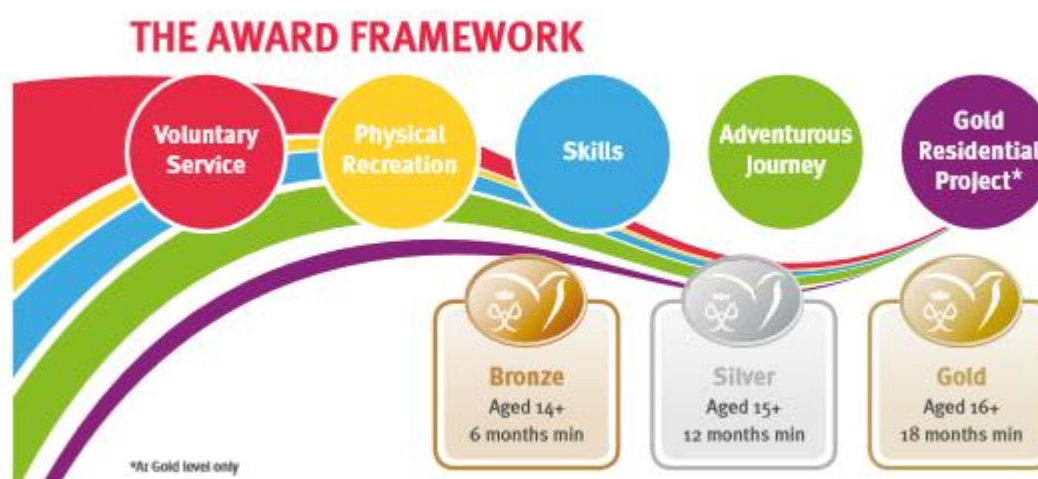 THE AWARD FRAMEWORK
Voluntary
Service
Physical
Recreation
Skills
Adventurous
Journey
Gold
Residential
Project*
Bronze
Aged 14+
6 months min
Silver
Aged 15+
12 months min
Gold
Aged 16+
18 months min
*At Gold level only